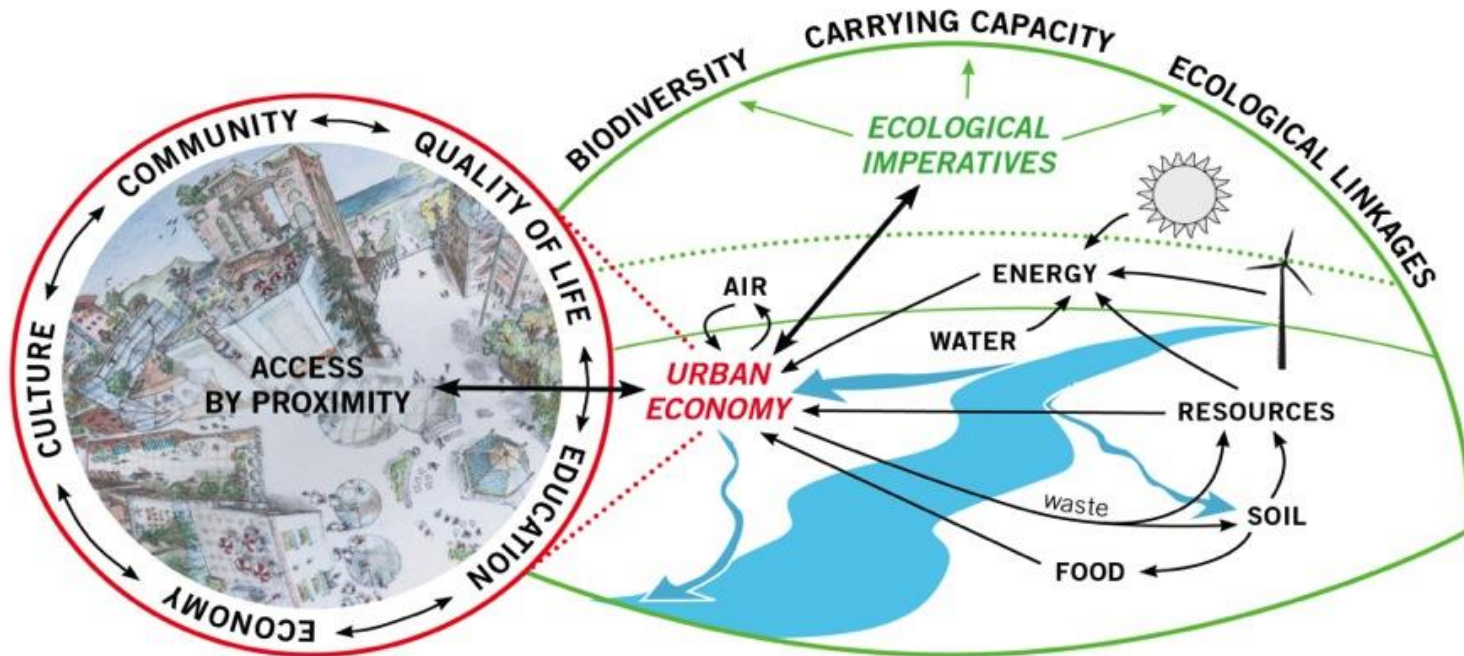 COMMUNITY
QUALITY OF LIFE
EDUCATION
ECONOMY
CULTURE
ACCESS
BY PROXIMITY
BIODIVERSITY
CARRYING CAPACITY
ECOLOGICAL LINKAGES
ECOLOGICAL
IMPERATIVES
AIR
ENERGY
WATER
URBAN
ECONOMY
RESOURCES
waste
SOIL
FOOD